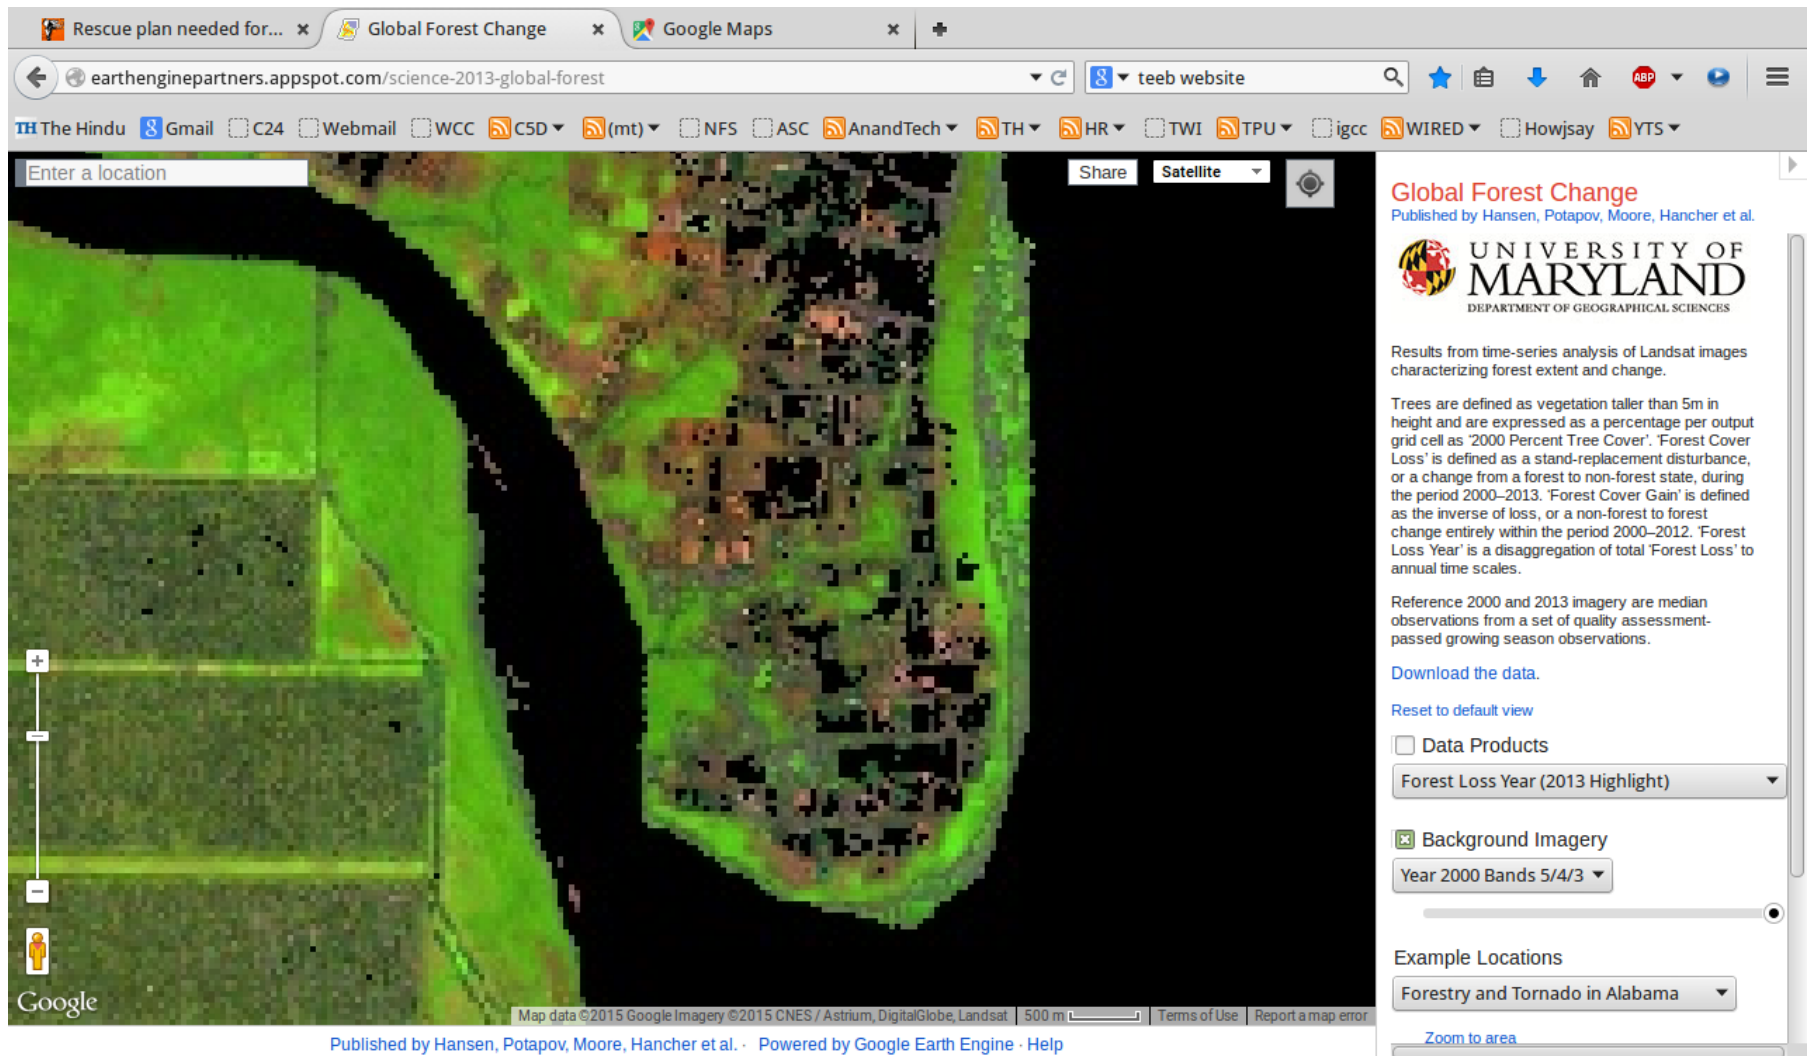 Rescue plan needed for...
Global Forest Change
Google Maps
earthenginepartners.appspot.com/science-2013-global-forest
8
teeb website
ABP
TH The Hindu
8 Gmail
C24
Webmail
WCC
C5D
(mt)
NFS
ASC
AnandTech
TH
HR
TWI
TPU
igcc
WIRED
Howjsay
YTS
Enter a location
Share
Satellite
Google
Map data ©2015 Google Imagery ©2015 CNES / Astrium, DigitalGlobe, Landsat
500 m
Terms of Use
Report a map error
Published by Hansen, Potapov, Moore, Hancher et al. · Powered by Google Earth Engine · Help
Global Forest Change
Published by Hansen, Potapov, Moore, Hancher et al.
UNIVERSITY OF
MARYLAND
DEPARTMENT OF GEOGRAPHICAL SCIENCES
Results from time-series analysis of Landsat images
characterizing forest extent and change.
Trees are defined as vegetation taller than 5m in
height and are expressed as a percentage per output
grid cell as ‘2000 Percent Tree Cover’. ‘Forest Cover
Loss’ is defined as a stand-replacement disturbance,
or a change from a forest to non-forest state, during
the period 2000–2013. ‘Forest Cover Gain’ is defined
as the inverse of loss, or a non-forest to forest
change entirely within the period 2000–2012. ‘Forest
Loss Year’ is a disaggregation of total ‘Forest Loss’ to
annual time scales.
Reference 2000 and 2013 imagery are median
observations from a set of quality assessment-
passed growing season observations.
Download the data.
Reset to default view
Data Products
Forest Loss Year (2013 Highlight)
Background Imagery
Year 2000 Bands 5/4/3
Example Locations
Forestry and Tornado in Alabama
Zoom to area